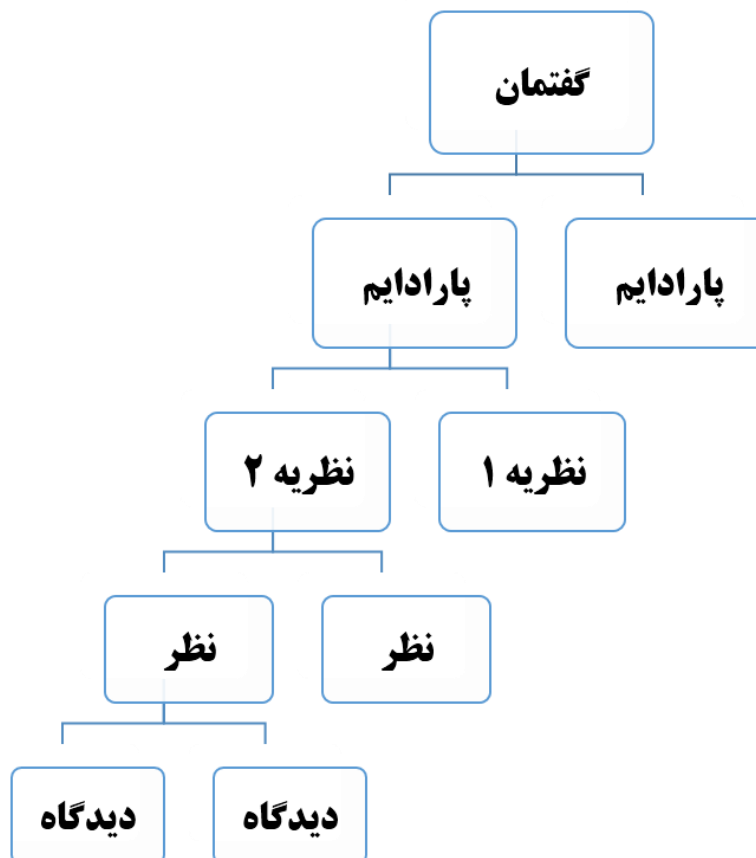 گفتمان
پارادایم
پارادایم
نظریه ۱
نظریه ۲
نظر
نظر
دیدگاه
دیدگاه